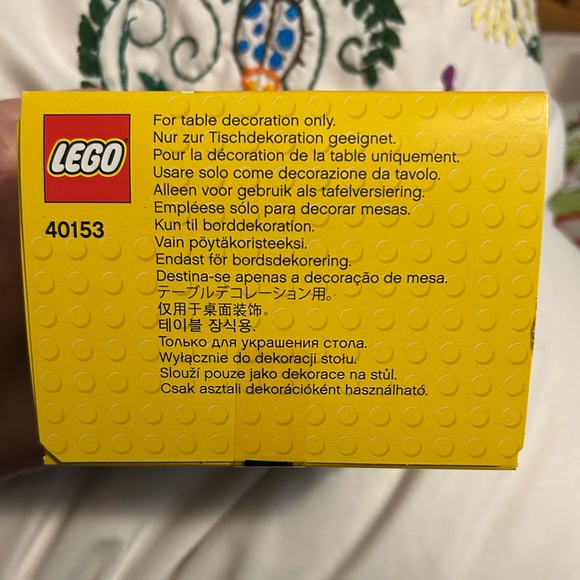 LEGO
40153
For table decoration only.
Nur zur Tischdekoration geeignet.
Pour la décoration de la table uniquement.
Usare solo come decorazione da tavolo.
Alleen voor gebruik als tafelversiering.
Empléese sólo para decorar mesas.
Kun til borddekoration.
Vain pöytäkoristeeksi.
Endast för bordsdekorering.
Destina-se apenas a decoração de mesa.
テーブルデコレーション用。
仅用于桌面装饰。
테이블 장식용.
Только для украшения стола.
Wyłącznie do dekoracji stołu.
Slouží pouze jako dekorace na stůl.
Csak asztali dekorációként használható.